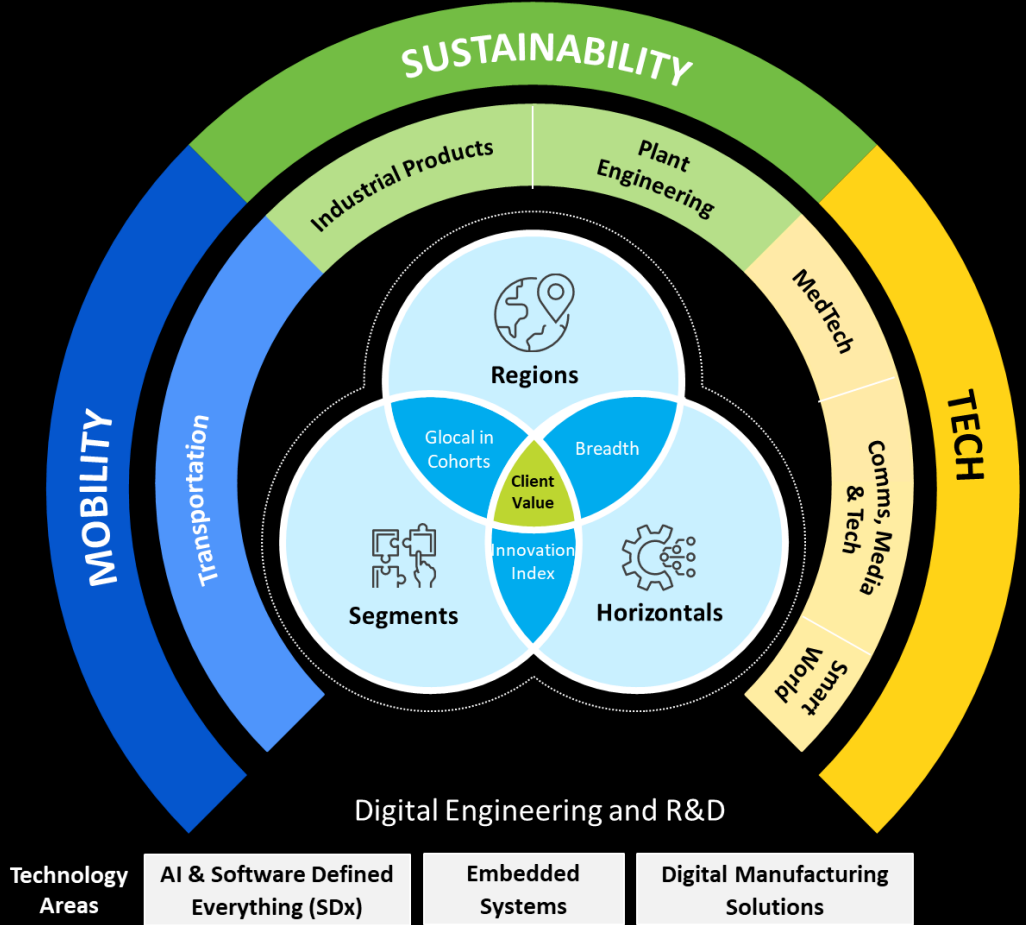 SUSTAINABILITY
Industrial Products
Plant
Engineering
MOBILITY
Transportation
TECH
MedTech
Comms, Media
& Tech
Smart
World
Regions
Glocal in
Cohorts
Breadth
Client
Value
Innovation
Index
Segments
Horizontals
Digital Engineering and R&D
Technology
Areas
AI & Software Defined
Everything (SDx)
Embedded
Systems
Digital Manufacturing
Solutions